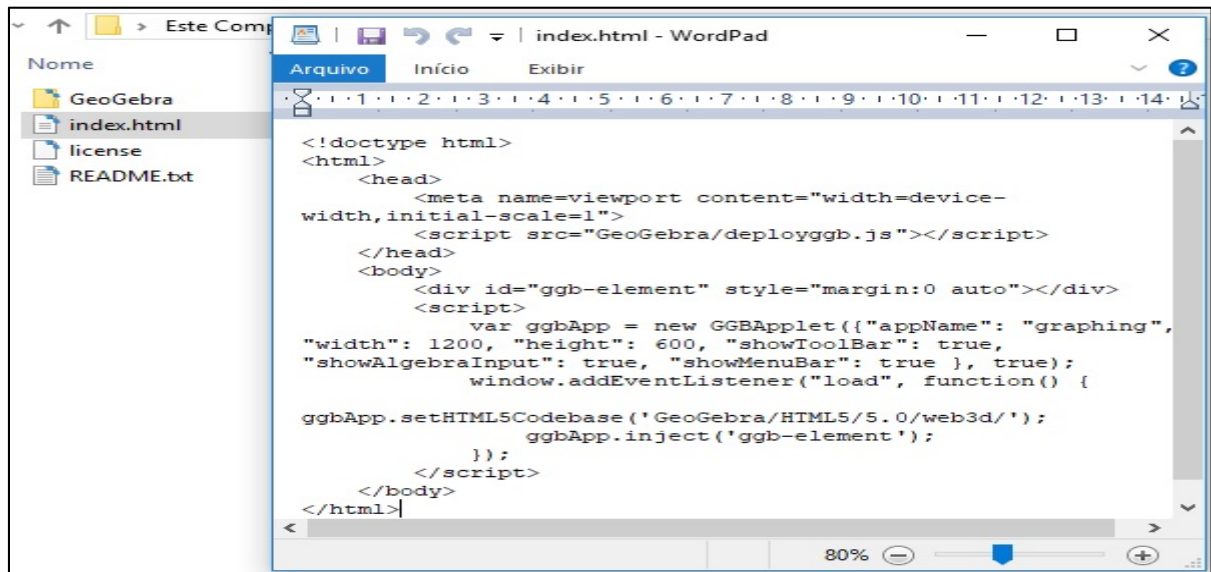 Este Comp
Nome
GeoGebra
index.html
license
README.txt
index.html - WordPad
Arquivo Início Exibir
1 2 3 4 5 6 7 8 9 10 11 12 13 14
<!doctype html>
<html>
<head>
<meta name=viewport content="width=device-
width,initial-scale=1">
<script src="GeoGebra/deployggb.js"></script>
</head>
<body>
<div id="ggb-element" style="margin:0 auto"></div>
<script>
var ggbApp = new GGBApplet({"appName": "graphing",
"width": 1200, "height": 600, "showToolBar": true,
"showAlgebraInput": true, "showMenuBar": true }, true);
window.addEventListener("load", function() {
ggbApp.setHTML5Codebase('GeoGebra/HTML5/5.0/web3d/');
ggbApp.inject('ggb-element');
});
</script>
</body>
</html>
80%